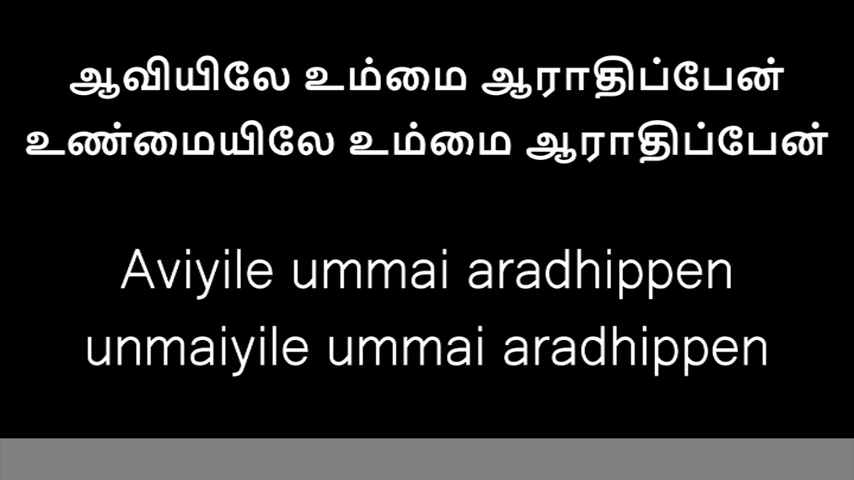 ஆவியிலே உம்மை ஆராதிப்பேன்
உண்மையிலே உம்மை ஆராதிப்பேன்
Aviyile ummai aradhippen
unmaiyile ummai aradhippen